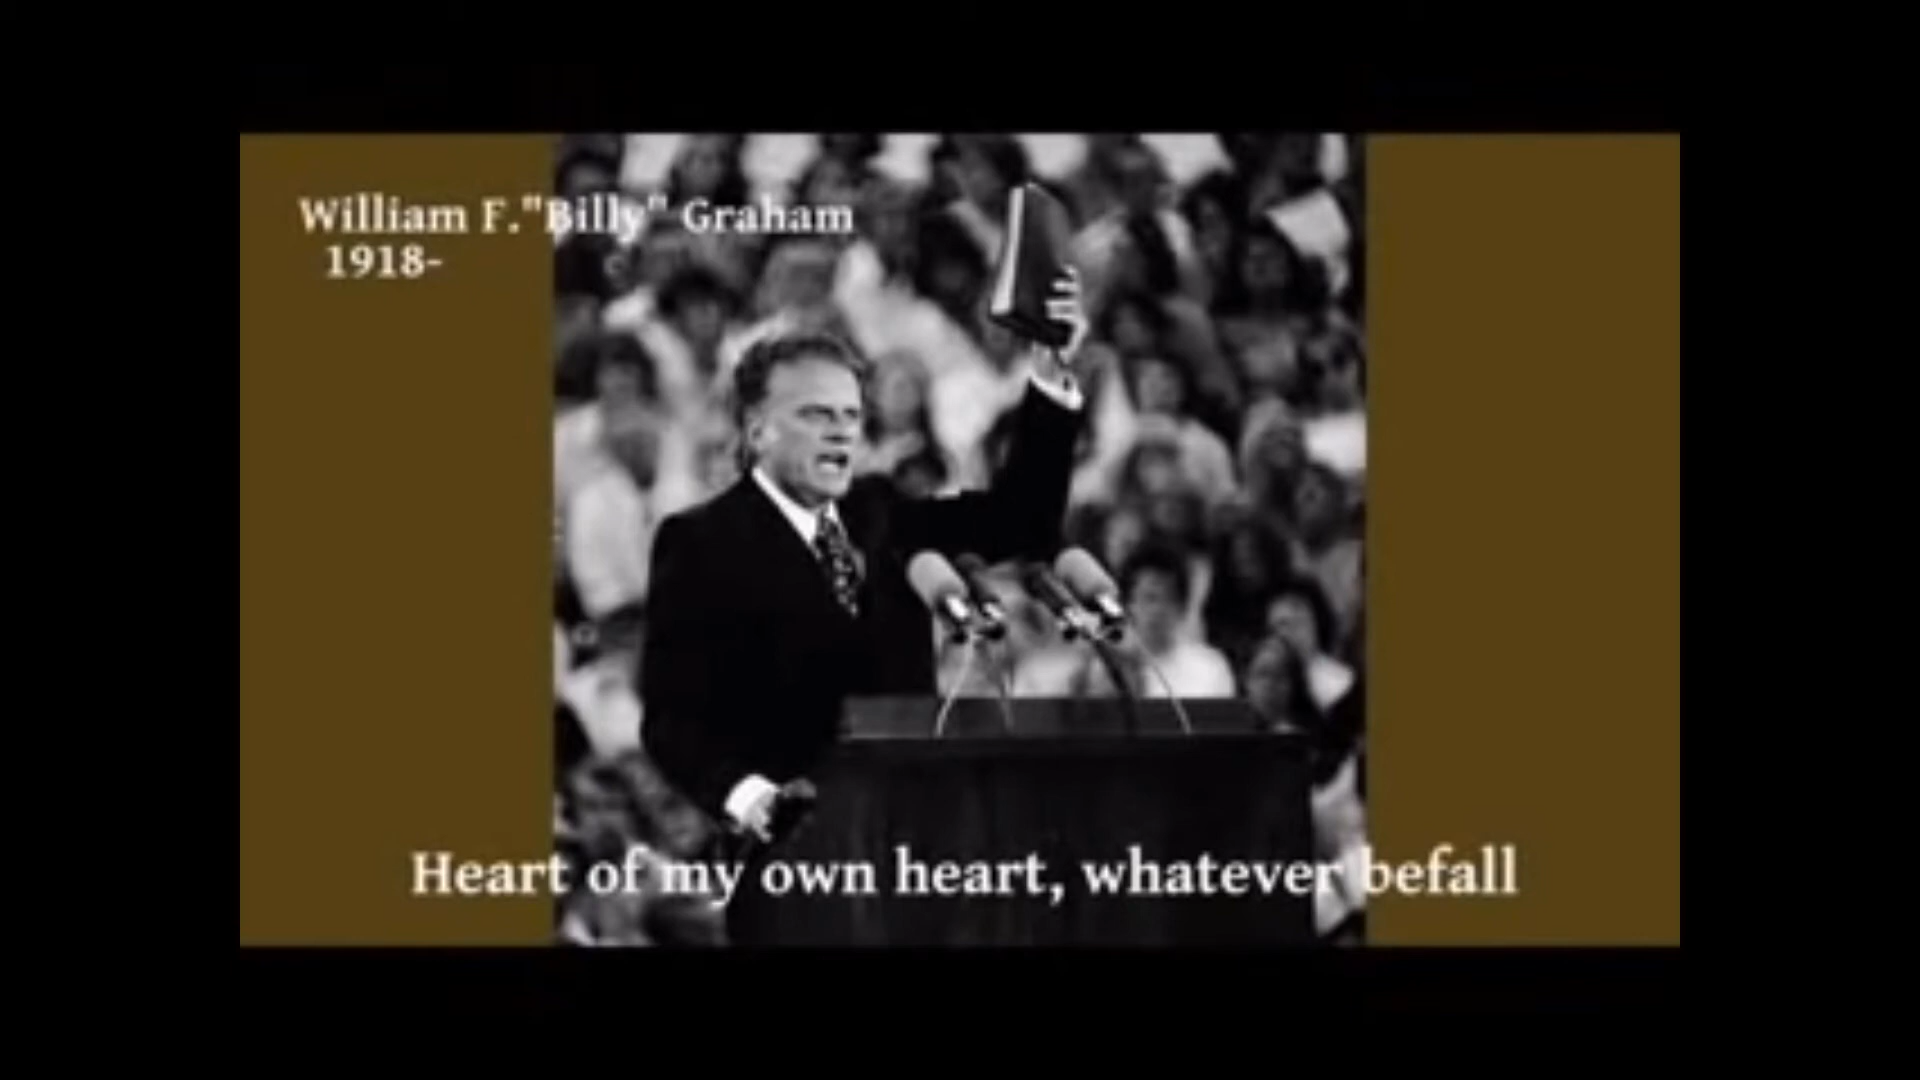 William F."Billy" Graham
1918-
Heart of my own heart, whatever befall